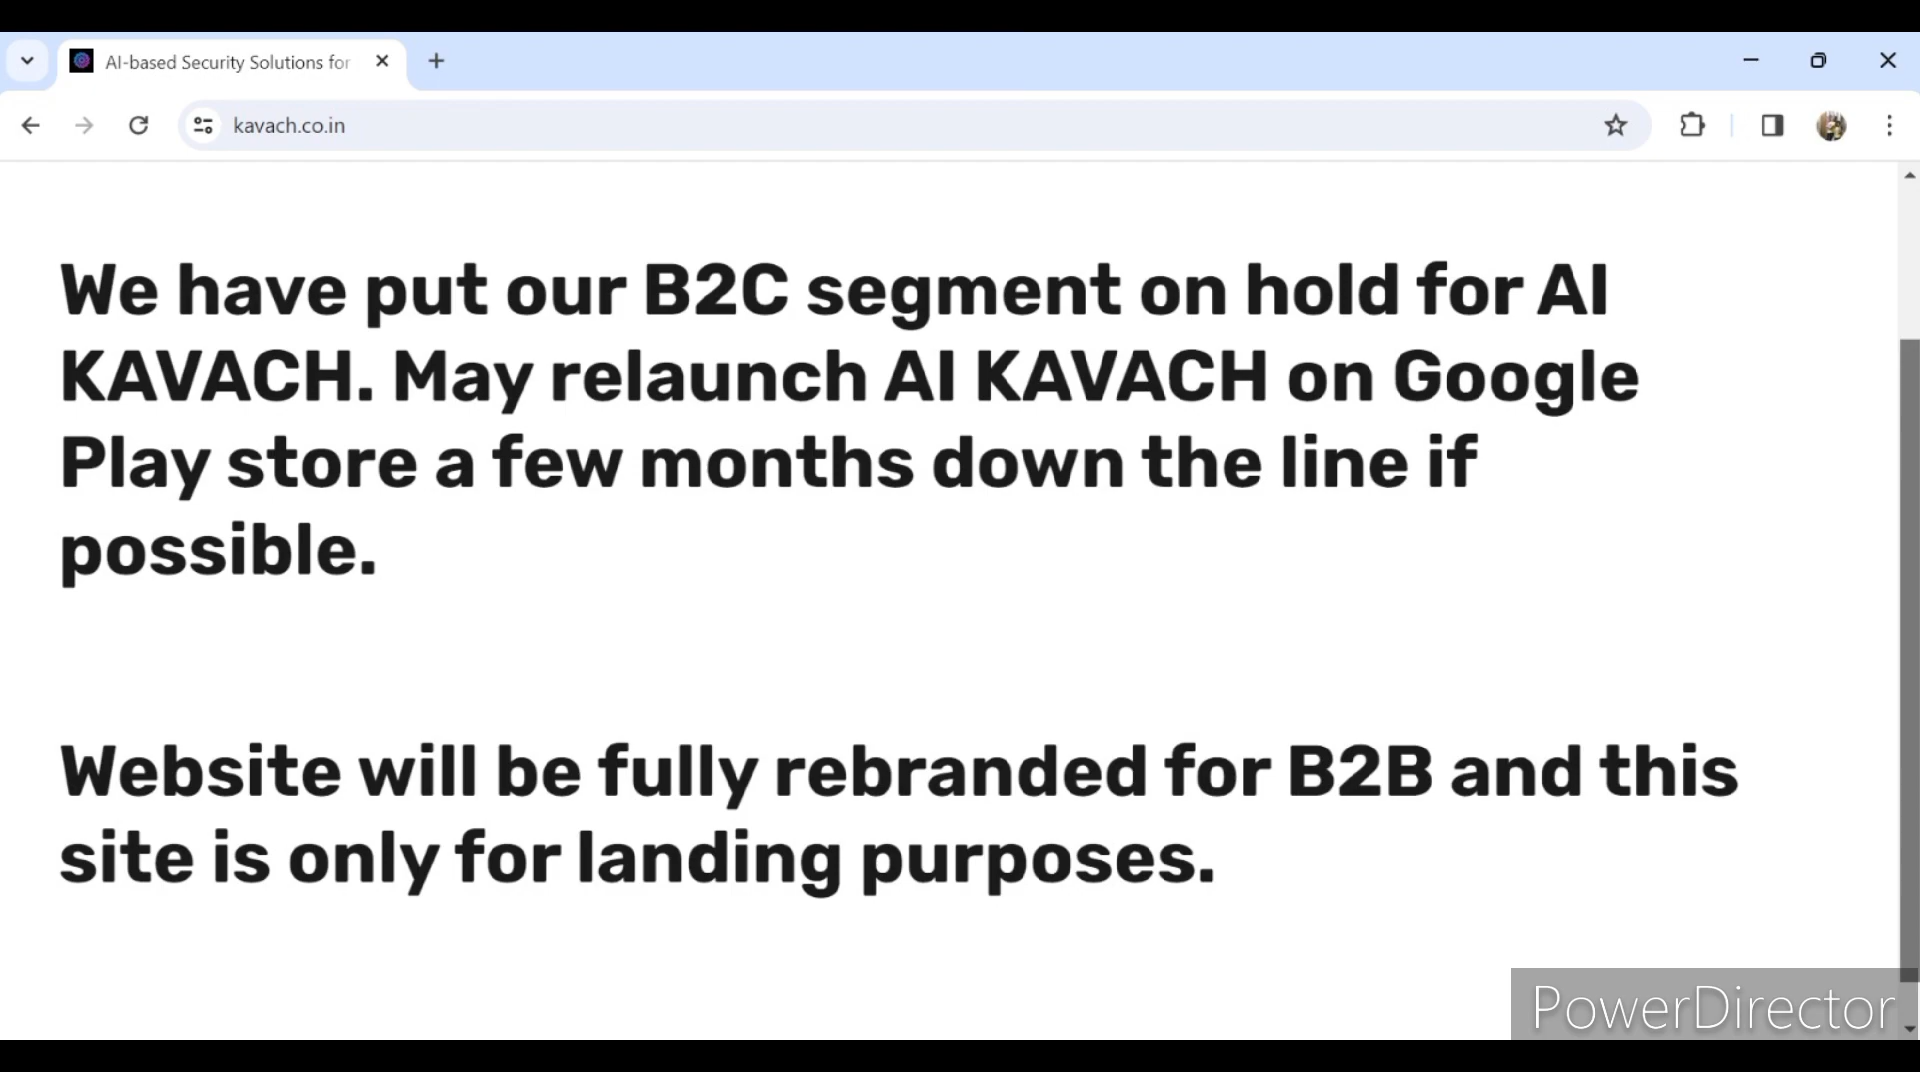 AI-based Security Solutions for
kavach.co.in
We have put our B2C segment on hold for AI
KAVACH. May relaunch AI KAVACH on Google
Play store a few months down the line if
possible.
Website will be fully rebranded for B2B and this
site is only for landing purposes.
PowerDirector